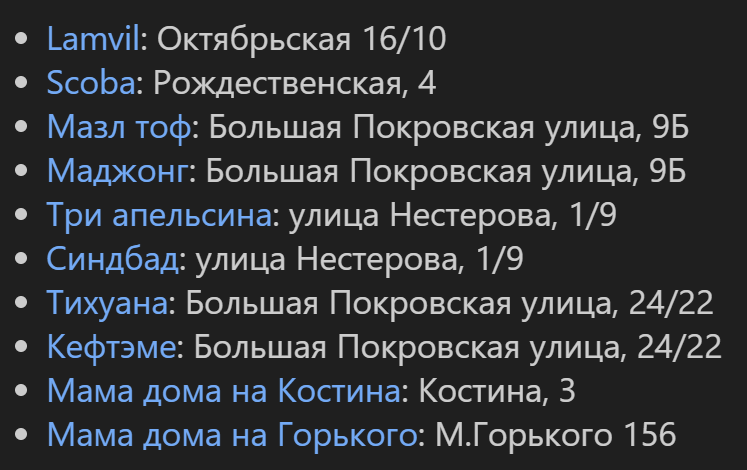 Lamvil: Октябрьская 16/10
Scoba: Рождественская, 4
Мазл тоф: Большая Покровская улица, 9Б
Маджонг: Большая Покровская улица, 9Б
Три апельсина: улица Нестерова, 1/9
Синдбад: улица Нестерова, 1/9
Тихуана: Большая Покровская улица, 24/22
Кефтэме: Большая Покровская улица, 24/22
Мама дома на Костина: Костина, 3
Мама дома на Горького: М.Горького 156